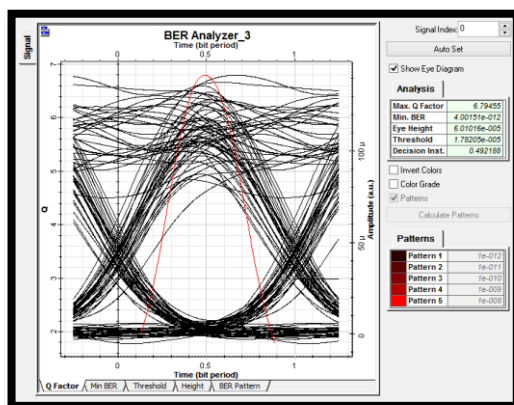 Signal
BER Analyzer_3
Time (bit period)
0 0.5 1
7
6
5
4
3
2
Q
100 µ
50 µ
0
Amplitude (a.u.)
0 0.5 1
Time (bit period)
Q Factor Min BER Threshold Height BER Pattern
Signal Index: 0
Auto Set
Show Eye Diagram
Analysis
Max. Q Factor 6.79455
Min. BER 4.00151e-012
Eye Height 6.01016e-005
Threshold 1.78205e-005
Decision Inst. 0.492188
Invert Colors
Color Grade
Patterns
Calculate Patterns
Patterns
Pattern 1 1e-012
Pattern 2 1e-011
Pattern 3 1e-010
Pattern 4 1e-009
Pattern 5 1e-008